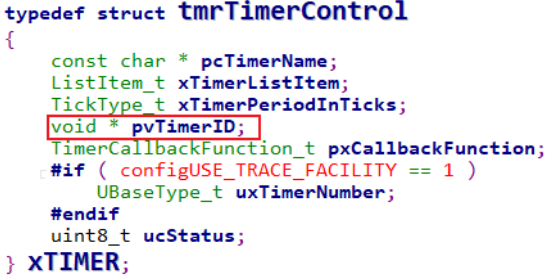 typedef struct tmrTimerControl
{
const char * pcTimerName;
ListItem_t xTimerListItem;
TickType_t xTimerPeriodInTicks;
void * pvTimerID;
TimerCallbackFunction_t pxCallbackFunction;
#if ( configUSE_TRACE_FACILITY == 1 )
UBaseType_t uxTimerNumber;
#endif
uint8_t ucStatus;
} xTIMER;